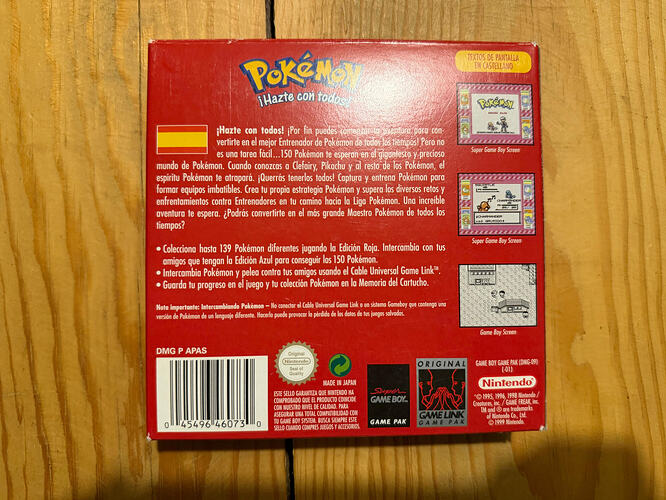 POKéMON
¡Hazte con todos!
TEXTOS DE PANTALLA
EN CASTELLANO
¡Hazte con todos! ¡Por fin puedes comenzar la aventura para con-
vertirte en el mejor Entrenador de Pokémon de todos los tiempos! Pero no
es una tarea fácil...150 Pokémon te esperan en el gigantesco y precioso
mundo de Pokémon. Cuando conozcas a Clefairy, Pikachu y al resto de los Pokémon, el
espíritu Pokémon te atrapará. ¡Querrás tenerlos todos! Captura y entrena Pokémon para
formar equipos imbatibles. Crea tu propia estrategia Pokémon y supera los diversos retos y
enfrentamientos contra Entrenadores en tu camino hacia la Liga Pokémon. Una increíble
aventura te espera. ¿Podrás convertirte en el más grande Maestro Pokémon de todos los
tiempos?
• Colecciona hasta 139 Pokémon diferentes jugando la Edición Roja. Intercambia con tus
amigos que tengan la Edición Azul para conseguir los 150 Pokémon.
• Intercambia Pokémon y pelea contra tus amigos usando el Cable Universal Game Link™.
• Guarda tu progreso en el juego y tu colección Pokémon en la Memoria del Cartucho.
Nota importante: Intercambiando Pokémon – No conectar el Cable Universal Game Link a un sistema Gameboy que contenga una
versión de Pokémon de un lenguaje diferente. Hacerlo puede provocar la pérdida de los datos de tus juegos salvados.
POKéMON
Super Game Boy Screen
CHARMANDER
Super Game Boy Screen
Game Boy Screen
DMG P APAS
0 45496 46073 0
Original
Nintendo
Seal of
Quality
MADE IN JAPAN
ESTE SELLO GARANTIZA QUE NINTENDO HA
COMPROBADO QUE EL PRODUCTO COINCIDE
CON NUESTRO NIVEL DE CALIDAD. PARA
ASEGURAR UNA TOTAL COMPATIBILIDAD CON
TU GAME BOY SYSTEM. BUSCA SIEMPRE ESTE
SELLO CUANDO COMPRES JUEGOS Y ACCESORIOS.
Super
GAME BOY
GAME PAK
ORIGINAL
GAME LINK
GAME PAK
GAME BOY GAME PAK (DMG-09)
(-01)
Nintendo
© 1995, 1996, 1998 Nintendo /
Creatures, inc. / GAME FREAK, inc.
TM and ® are trademarks
of Nintendo Co., Ltd.
© 1999 Nintendo.